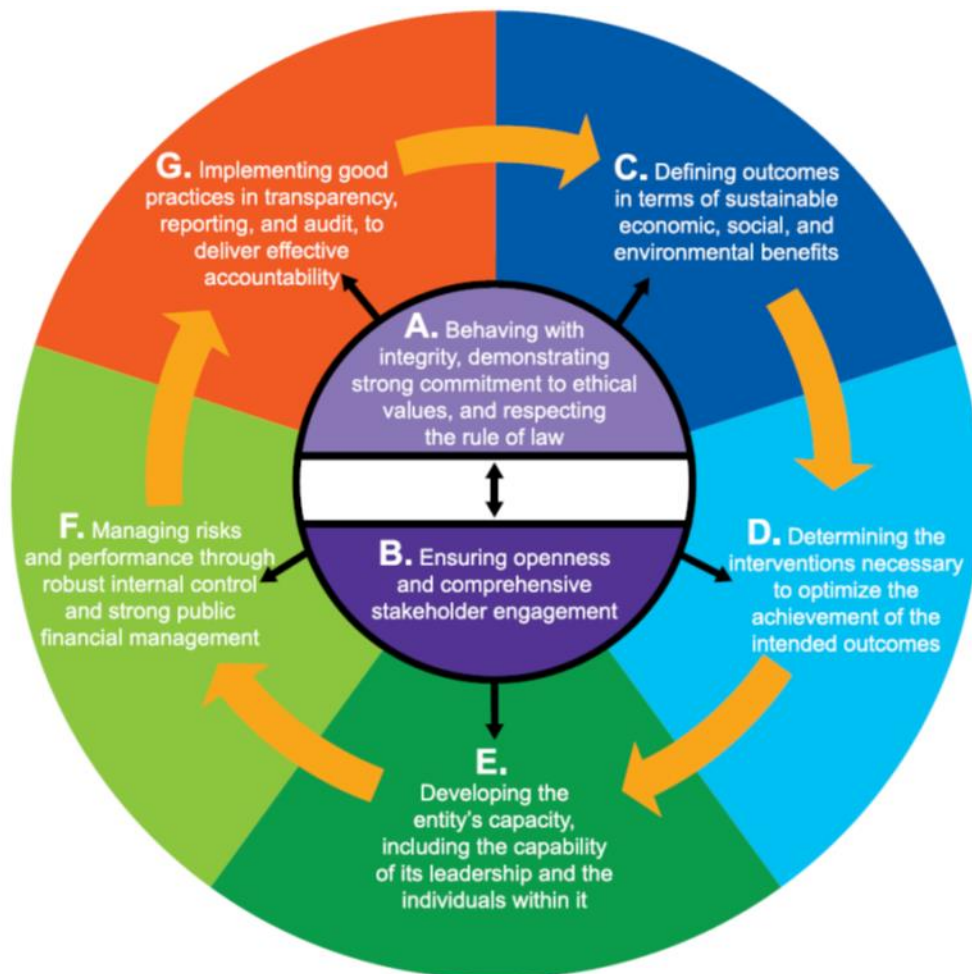 A. Behaving with
integrity, demonstrating
strong commitment to ethical
values, and respecting
the rule of law
B. Ensuring openness
and comprehensive
stakeholder engagement
C. Defining outcomes
in terms of sustainable
economic, social, and
environmental benefits
D. Determining the
interventions necessary
to optimize the
achievement of the
intended outcomes
E.
Developing the
entity's capacity,
including the capability
of its leadership and the
individuals within it
F. Managing risks
and performance through
robust internal control
and strong public
financial management
G. Implementing good
practices in transparency,
reporting, and audit, to
deliver effective
accountability